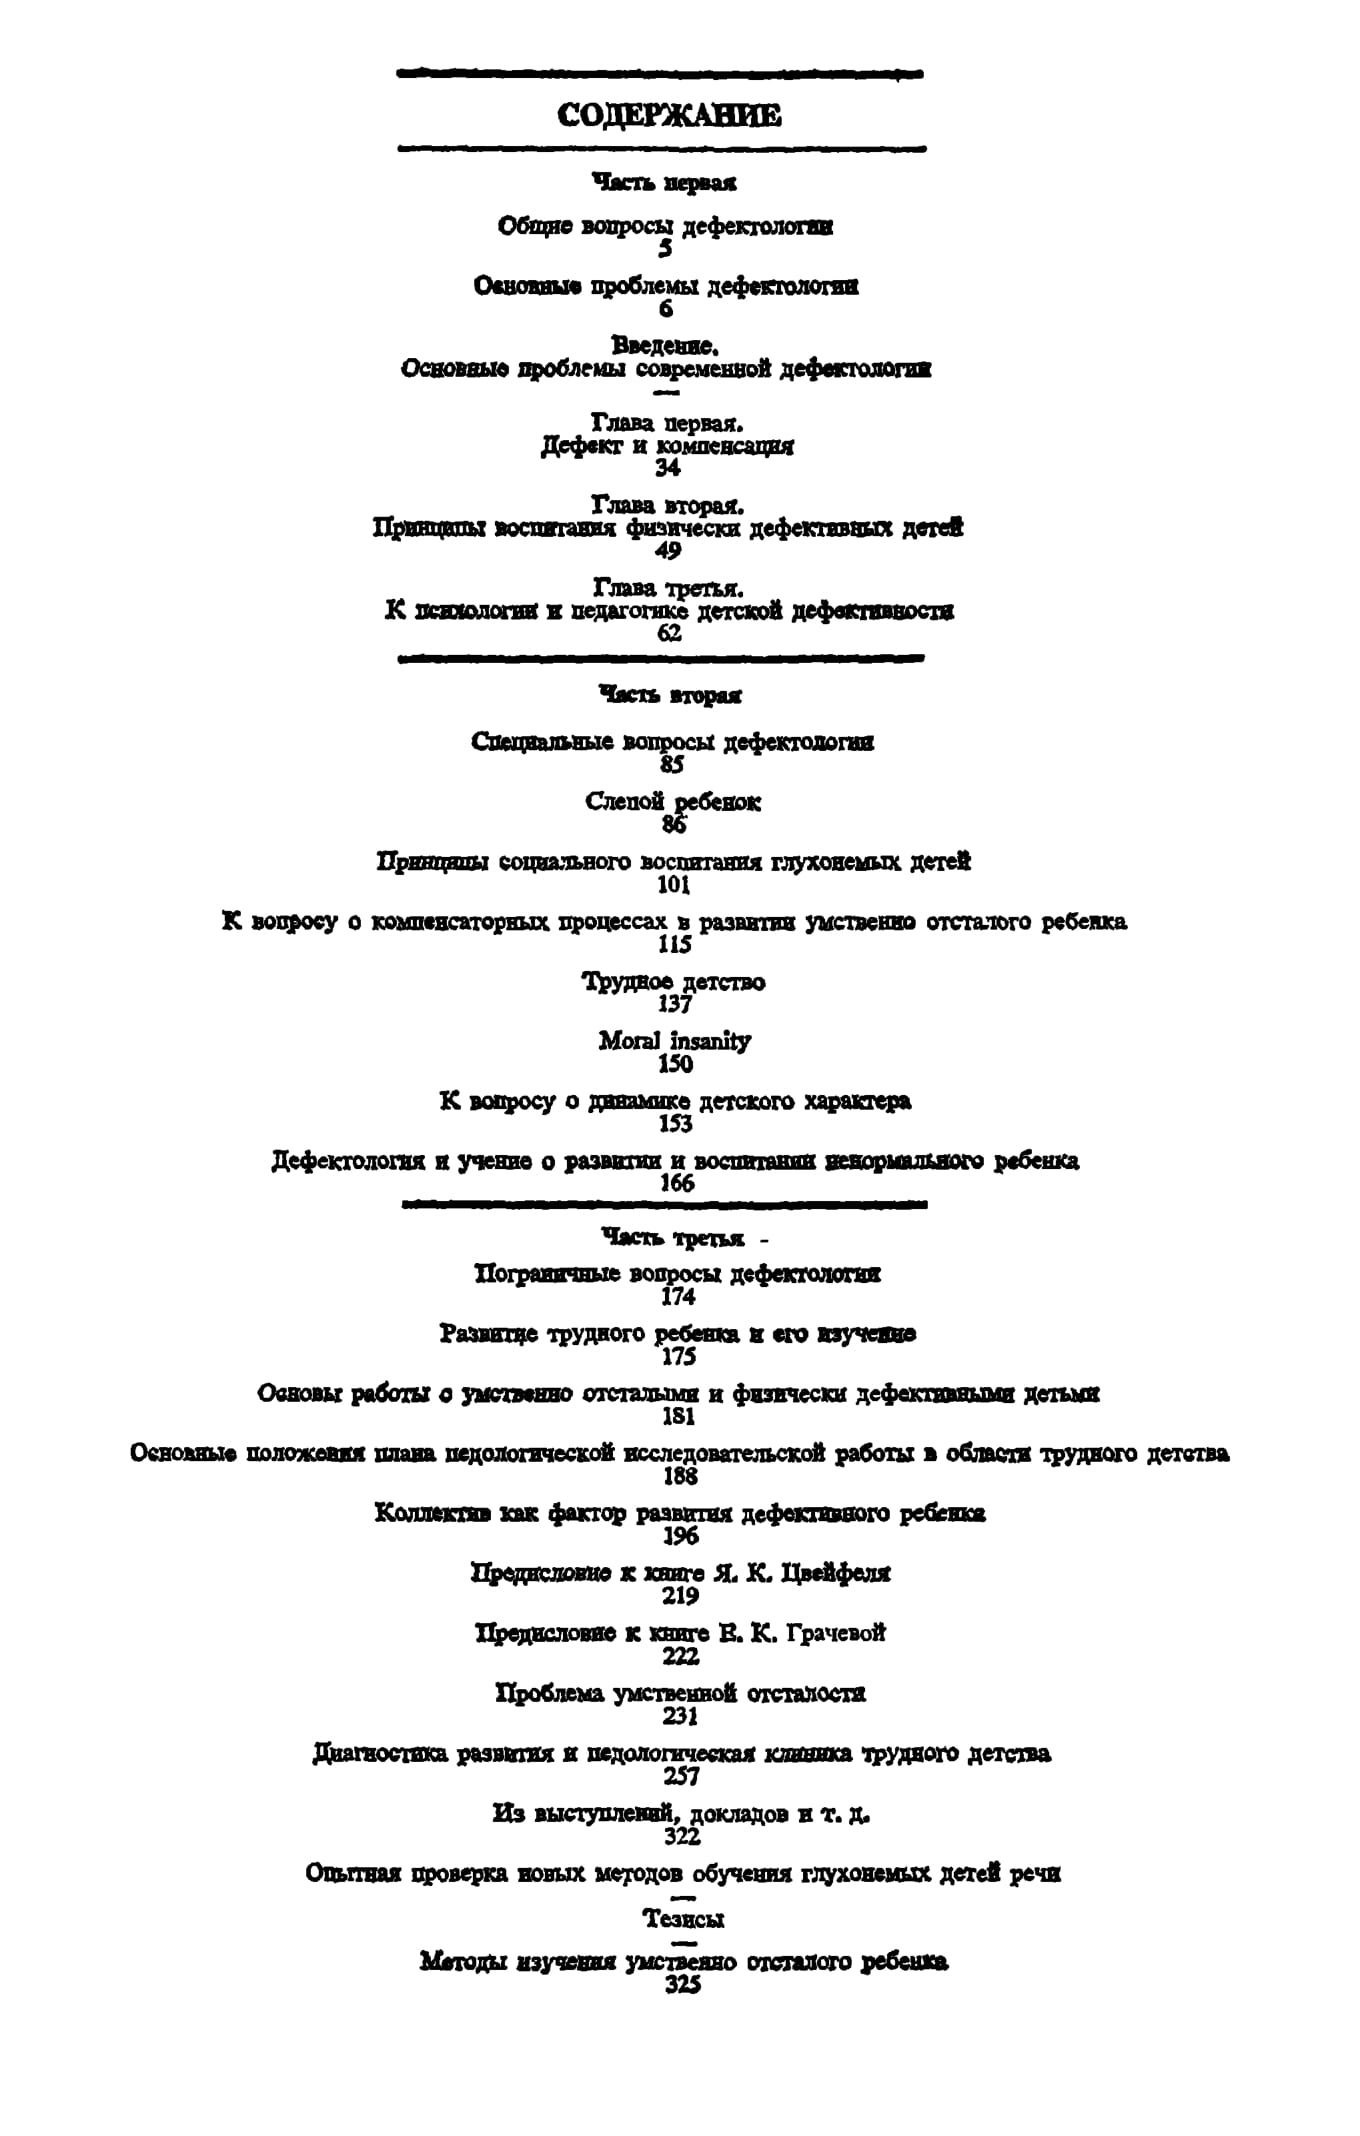 СОДЕРЖАНИЕ
Часть первая
Общие вопросы дефектологии
5
Основные проблемы дефектологии
6
Введение.
Основные проблемы современной дефектологии
—
Глава первая.
Дефект и компенсация
34
Глава вторая.
Принципы воспитания физически дефективных детей
49
Глава третья.
К психологии и педагогике детской дефективности
62
Часть вторая
Специальные вопросы дефектологии
85
Слепой ребенок
86
Принципы социального воспитания глухонемых детей
101
К вопросу о компенсаторных процессах в развитии умственно отсталого ребенка
115
Трудное детство
137
Moral insanity
150
К вопросу о динамике детского характера
153
Дефектология и учение о развитии и воспитании ненормального ребенка
166
Часть третья -
Пограничные вопросы дефектологии
174
Развитие трудного ребенка и его изучение
175
Основы работы с умственно отсталыми и физически дефективными детьми
181
Основные положения плана педологической исследовательской работы в области трудного детства
188
Коллектив как фактор развития дефективного ребенка
196
Предисловие к книге Я. К. Цвейфеля
219
Предисловие к книге Е. К. Грачевой
222
Проблема умственной отсталости
231
Диагностика развития и педологическая клиника трудного детства
257
Из выступлений, докладов и т. д.
322
Опытная проверка новых методов обучения глухонемых детей речи
—
Тезисы
—
Методы изучения умственно отсталого ребенка
325